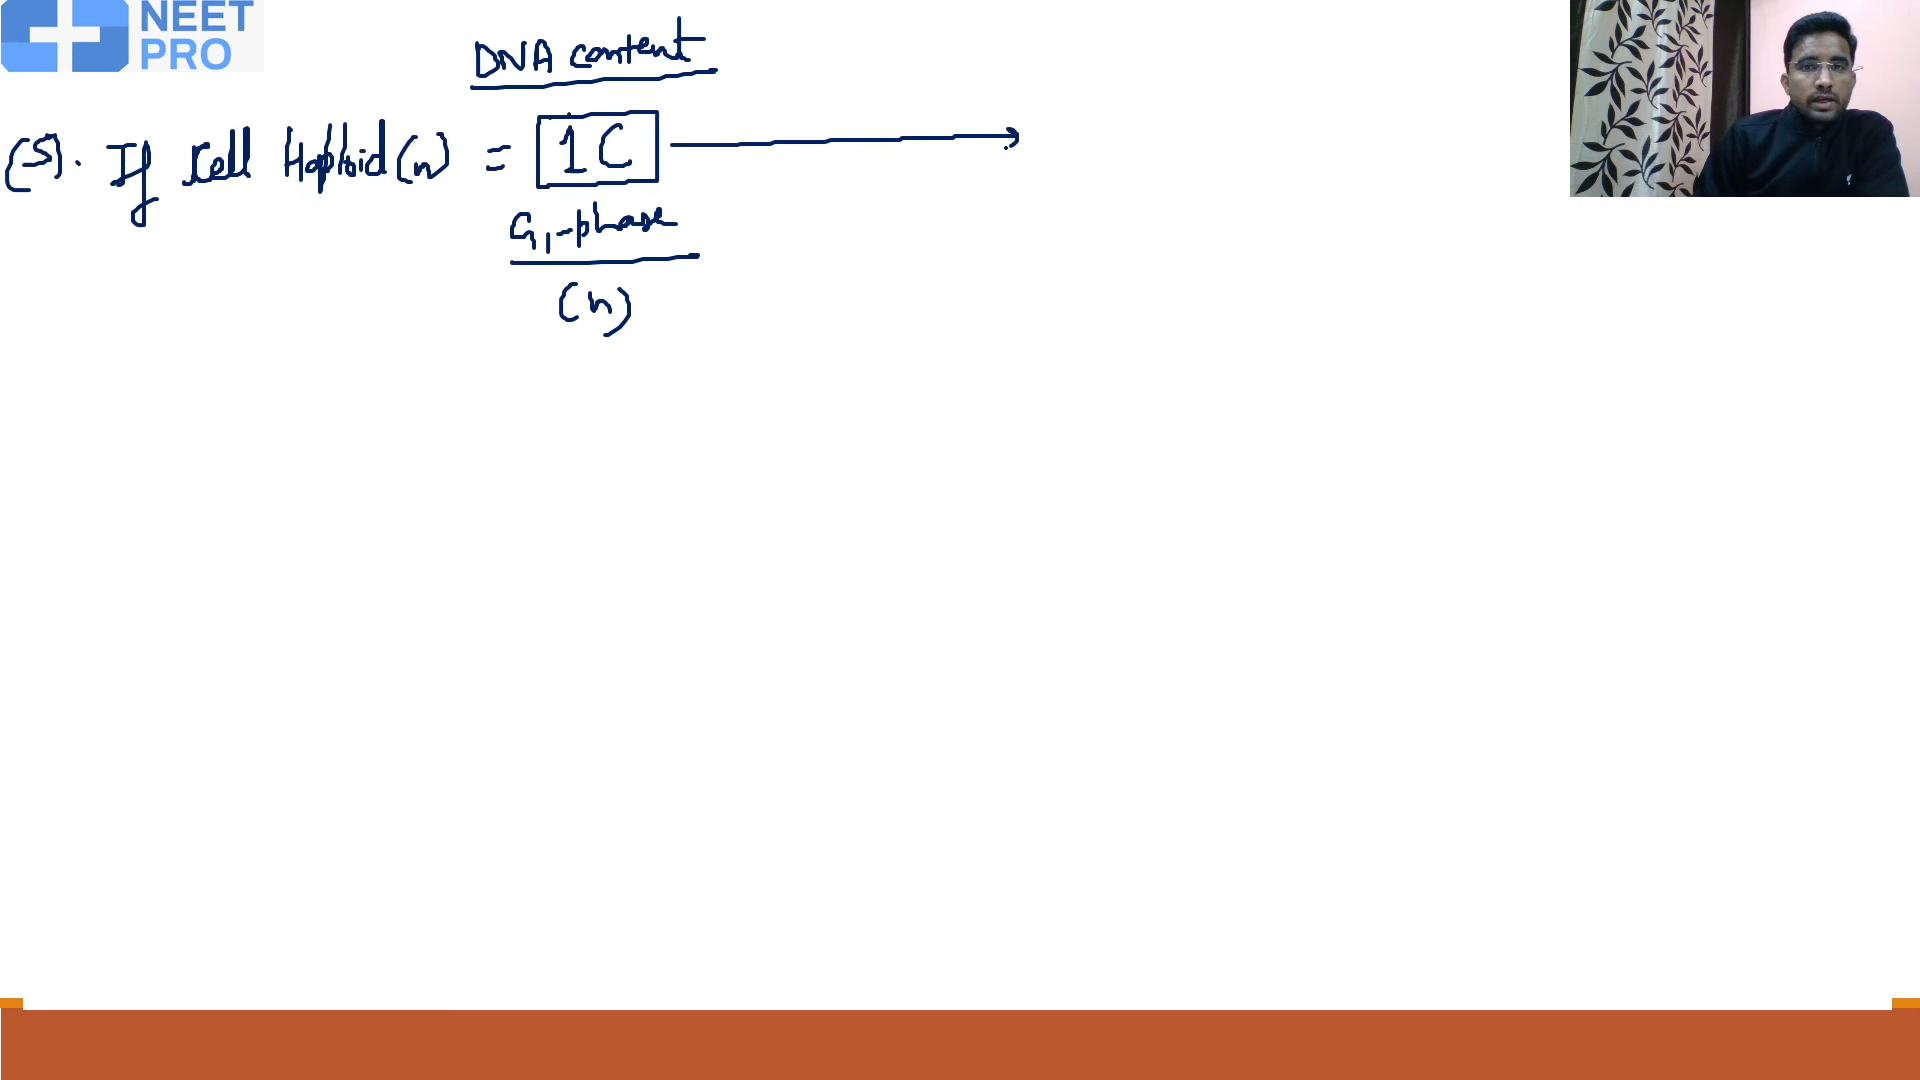 NEET
PRO
DNA content
(5). If cell Haploid (n) = 1C
G1-phase
(n)